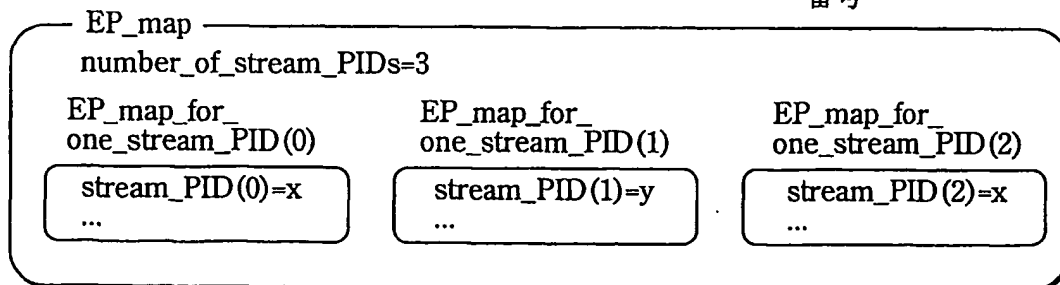 EP_map
number_of_stream_PIDs=3
EP_map_for_ EP_map_for_ EP_map_for_
one_stream_PID(0) one_stream_PID(1) one_stream_PID(2)
stream_PID(0)=x stream_PID(1)=y stream_PID(2)=x
... ... ...